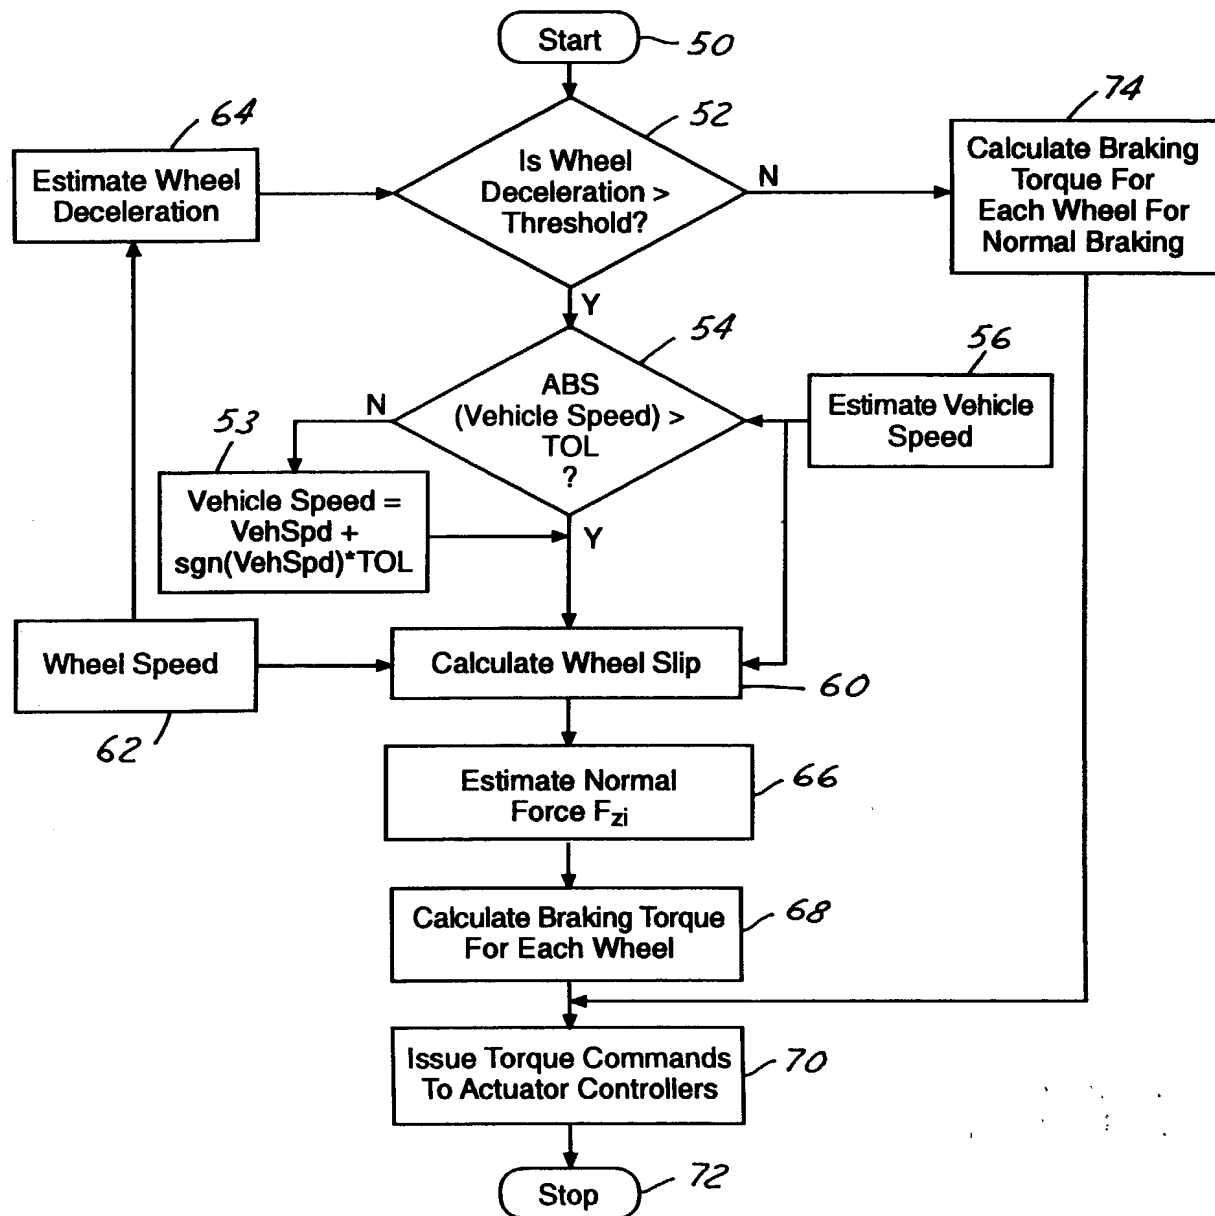 Start
50
64
52
74
Estimate Wheel
Deceleration
Is Wheel
Deceleration >
Threshold?
N
Calculate Braking
Torque For
Each Wheel For
Normal Braking
Y
54
56
53
N
ABS
(Vehicle Speed) >
TOL
?
Estimate Vehicle
Speed
Vehicle Speed =
VehSpd +
sgn(VehSpd)*TOL
Y
Wheel Speed
62
Calculate Wheel Slip
60
Estimate Normal
Force Fzi
66
Calculate Braking Torque
For Each Wheel
68
Issue Torque Commands
To Actuator Controllers
70
Stop
72